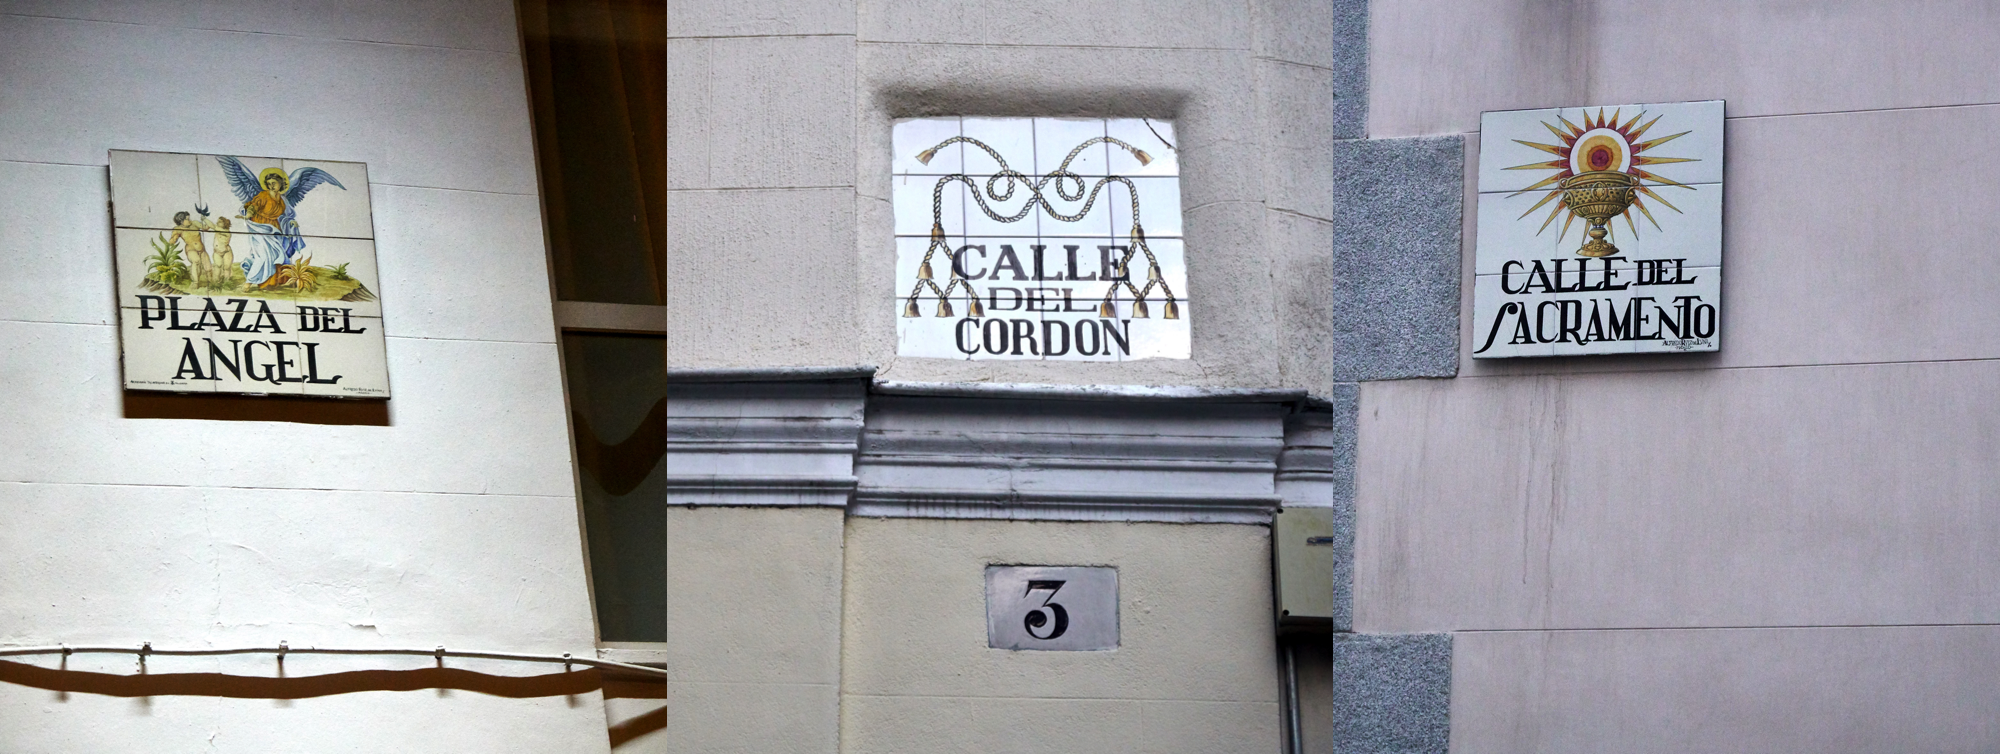 PLAZA DEL
ANGEL
CALLE
DEL
CORDON
3
CALLE DEL
SACRAMENTO